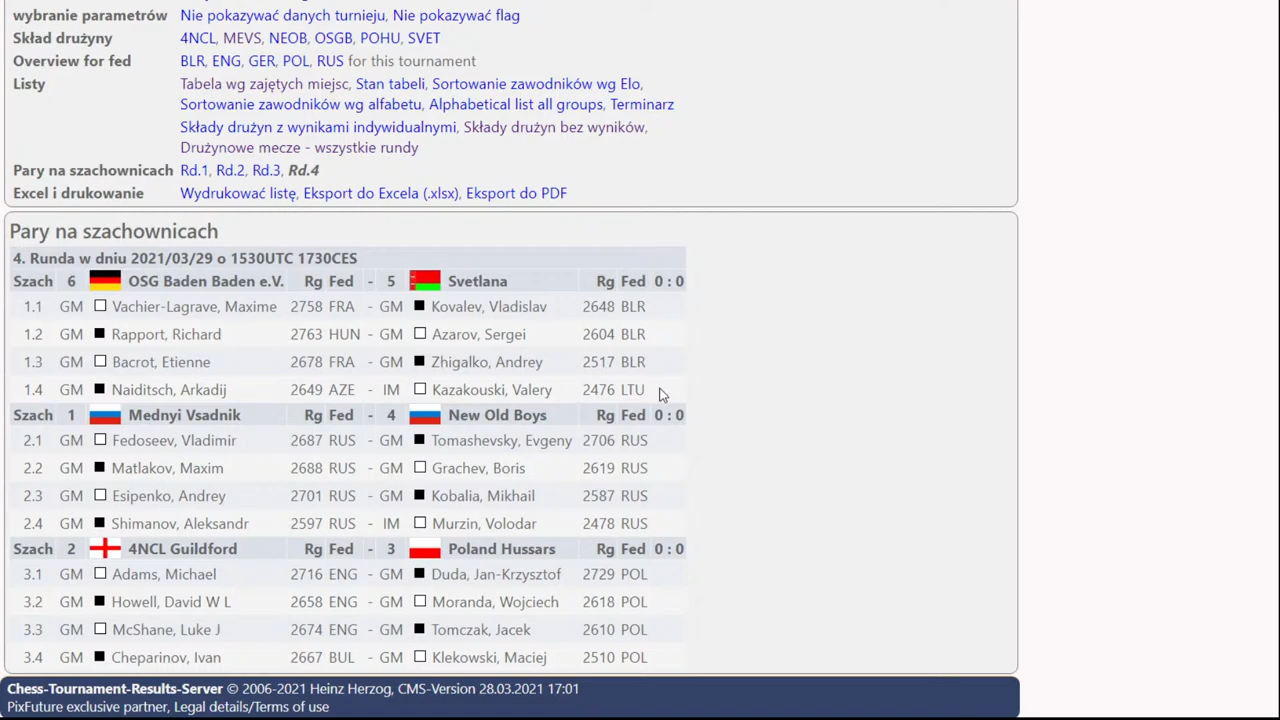 wybranie parametrów Nie pokazywać danych turnieju, Nie pokazywać flag
Skład drużyny 4NCL, MEVS, NEOB, OSGB, POHU, SVET
Overview for fed BLR, ENG, GER, POL, RUS for this tournament
Listy Tabela wg zajętych miejsc, Stan tabeli, Sortowanie zawodników wg Elo,
Sortowanie zawodników wg alfabetu, Alphabetical list all groups, Terminarz
Składy drużyn z wynikami indywidualnymi, Składy drużyn bez wyników,
Drużynowe mecze - wszystkie rundy
Pary na szachownicach Rd.1, Rd.2, Rd.3, Rd.4
Excel i drukowanie Wydrukować listę, Eksport do Excela (.xlsx), Eksport do PDF
Pary na szachownicach
4. Runda w dniu 2021/03/29 o 1530UTC 1730CES
Szach 6 OSG Baden Baden e.V. Rg Fed - 5 Svetlana Rg Fed 0 : 0
1.1 GM Vachier-Lagrave, Maxime 2758 FRA - GM Kovalev, Vladislav 2648 BLR
1.2 GM Rapport, Richard 2763 HUN - GM Azarov, Sergei 2604 BLR
1.3 GM Bacrot, Etienne 2678 FRA - GM Zhigalko, Andrey 2517 BLR
1.4 GM Naiditsch, Arkadij 2649 AZE - IM Kazakouski, Valery 2476 LTU
Szach 1 Mednyi Vsadnik Rg Fed - 4 New Old Boys Rg Fed 0 : 0
2.1 GM Fedoseev, Vladimir 2687 RUS - GM Tomashevsky, Evgeny 2706 RUS
2.2 GM Matlakov, Maxim 2688 RUS - GM Grachev, Boris 2619 RUS
2.3 GM Esipenko, Andrey 2701 RUS - GM Kobalia, Mikhail 2587 RUS
2.4 GM Shimanov, Aleksandr 2597 RUS - IM Murzin, Volodar 2478 RUS
Szach 2 4NCL Guildford Rg Fed - 3 Poland Hussars Rg Fed 0 : 0
3.1 GM Adams, Michael 2716 ENG - GM Duda, Jan-Krzysztof 2729 POL
3.2 GM Howell, David W L 2658 ENG - GM Moranda, Wojciech 2618 POL
3.3 GM McShane, Luke J 2674 ENG - GM Tomczak, Jacek 2610 POL
3.4 GM Cheparinov, Ivan 2667 BUL - GM Klekowski, Maciej 2510 POL
Chess-Tournament-Results-Server © 2006-2021 Heinz Herzog, CMS-Version 28.03.2021 17:01
PixFuture exclusive partner, Legal details/Terms of use